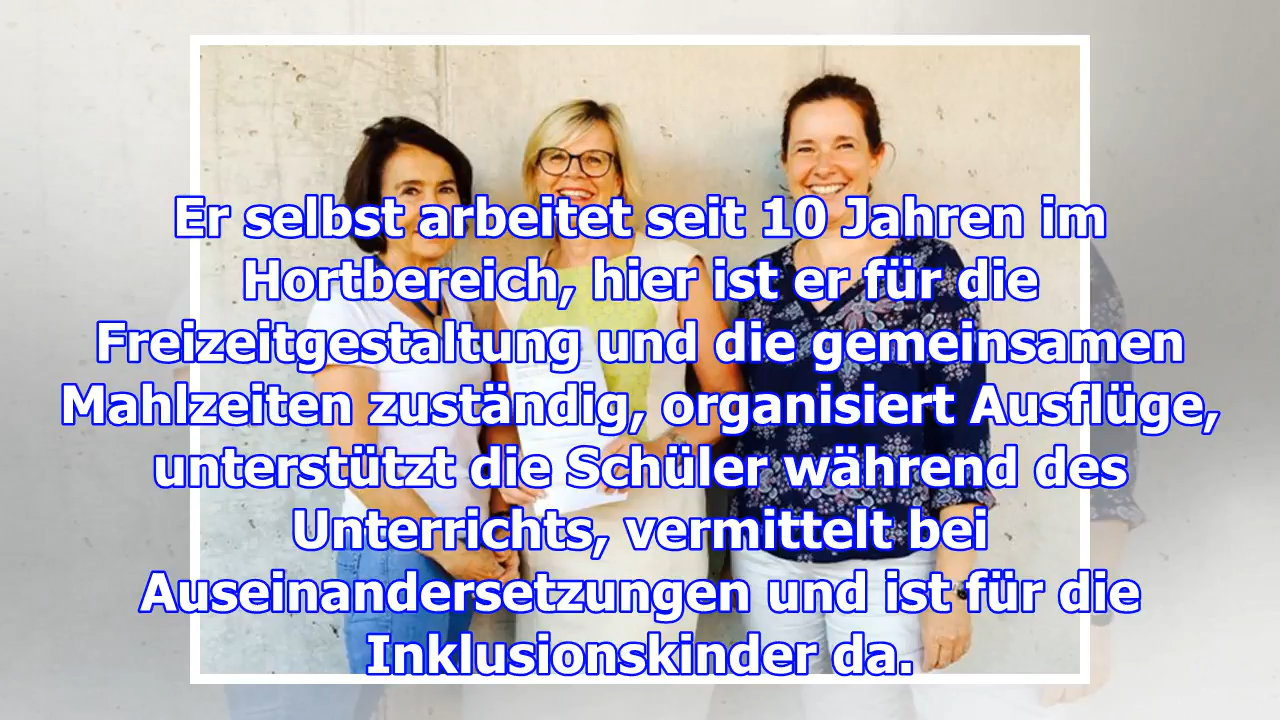 Er selbst arbeitet seit 10 Jahren im
Hortbereich, hier ist er für die
Freizeitgestaltung und die gemeinsamen
Mahlzeiten zuständig, organisiert Ausflüge,
unterstützt die Schüler während des
Unterrichts, vermittelt bei
Auseinandersetzungen und ist für die
Inklusionskinder da.